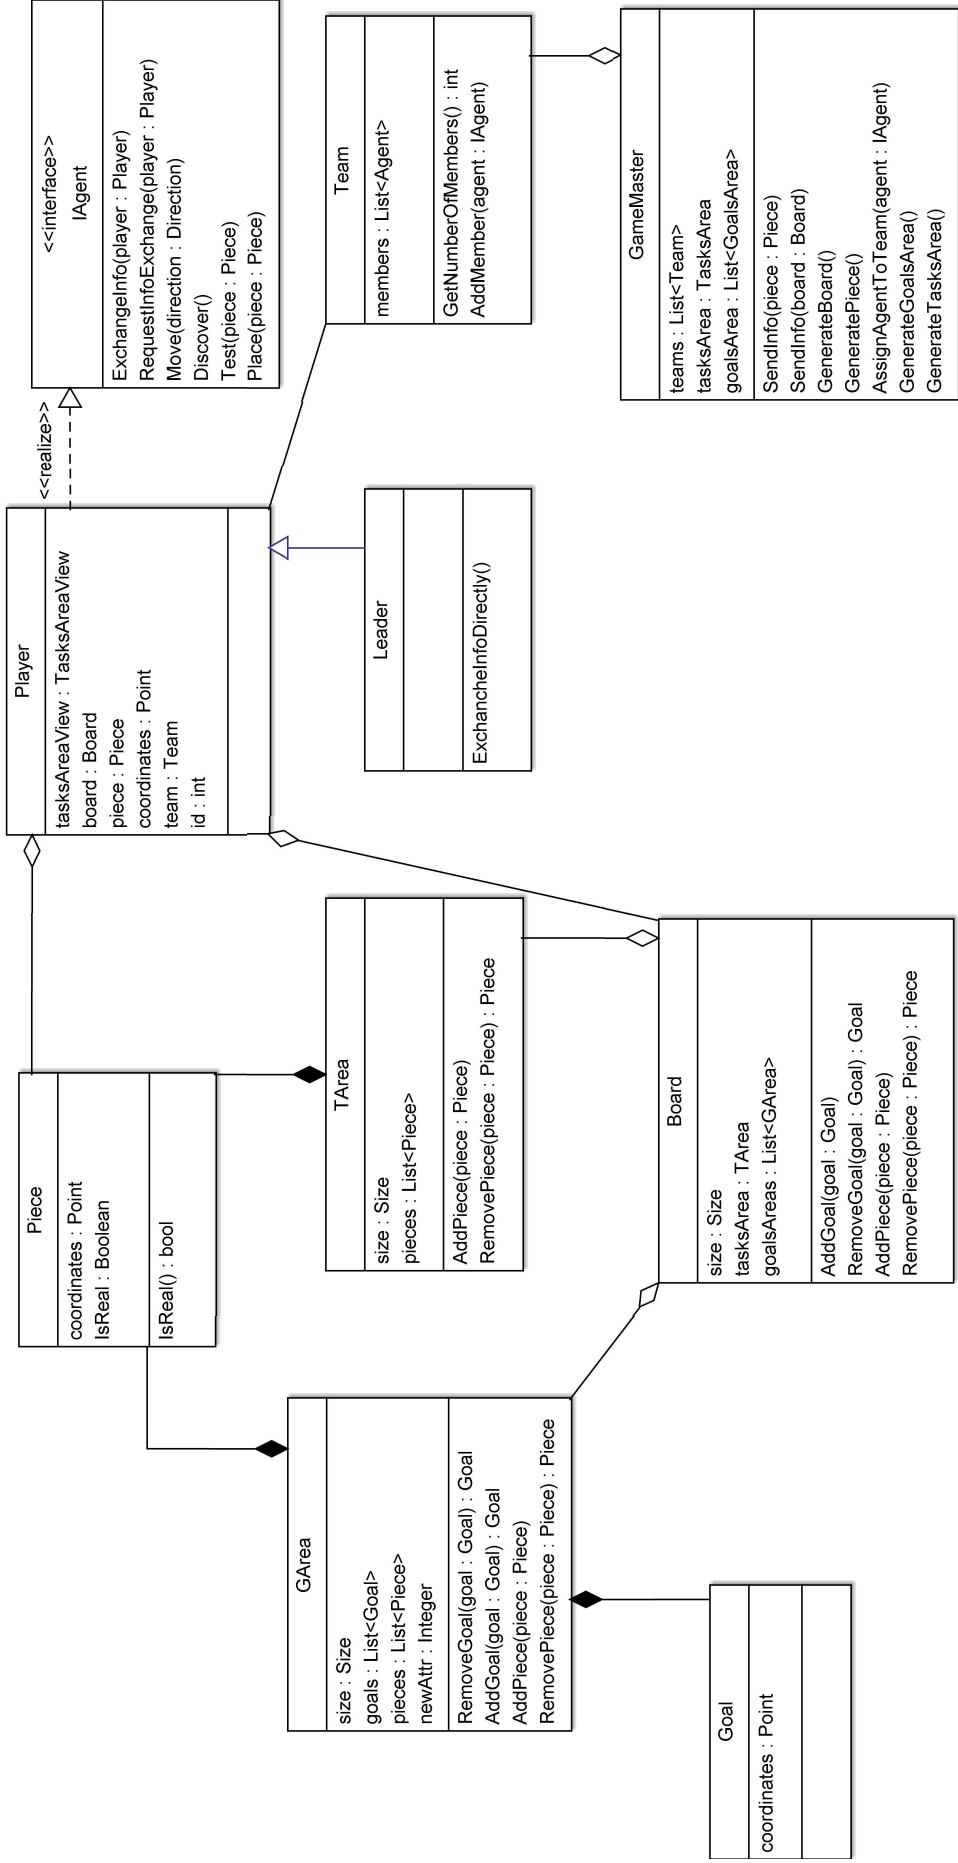 Piece
coordinates : Point
IsReal : Boolean
IsReal() : bool
Player
tasksAreaView : TasksAreaView
board : Board
piece : Piece
coordinates : Point
team : Team
id : int
<<realize>>
<<interface>>
IAgent
ExchangeInfo(player : Player)
RequestInfoExchange(player : Player)
Move(direction : Direction)
Discover()
Test(piece : Piece)
Place(piece : Piece)
GArea
size : Size
goals : List<Goal>
pieces : List<Piece>
newAttr : Integer
RemoveGoal(goal : Goal) : Goal
AddGoal(goal : Goal) : Goal
AddPiece(piece : Piece)
RemovePiece(piece : Piece) : Piece
TArea
size : Size
pieces : List<Piece>
AddPiece(piece : Piece)
RemovePiece(piece : Piece) : Piece
Leader
ExchancheInfoDirectly()
Team
members : List<Agent>
GetNumberOfMembers() : int
AddMember(agent : IAgent)
Goal
coordinates : Point
Board
size : Size
tasksArea : TArea
goalsAreas : List<GArea>
AddGoal(goal : Goal)
RemoveGoal(goal : Goal) : Goal
AddPiece(piece : Piece)
RemovePiece(piece : Piece) : Piece
GameMaster
teams : List<Team>
tasksArea : TasksArea
goalsArea : List<GoalsArea>
SendInfo(piece : Piece)
SendInfo(board : Board)
GenerateBoard()
GeneratePiece()
AssignAgentToTeam(agent : IAgent)
GenerateGoalsArea()
GenerateTasksArea()